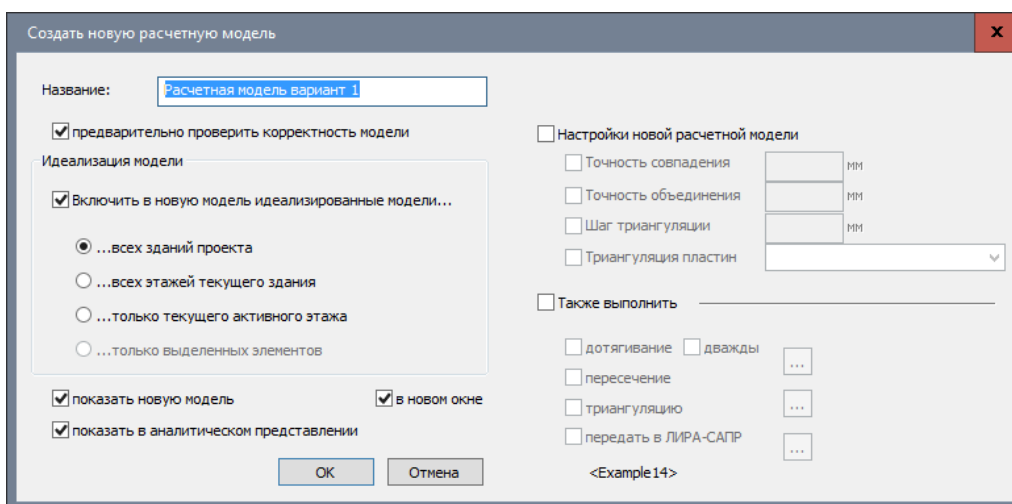 Создать новую расчетную модель
x
Название:
Расчетная модель вариант 1
предварительно проверить корректность модели
Идеализация модели
Включить в новую модель идеализированные модели...
...всех зданий проекта
...всех этажей текущего здания
...только текущего активного этажа
...только выделенных элементов
показать новую модель
в новом окне
показать в аналитическом представлении
ОК
Отмена
Настройки новой расчетной модели
Точность совпадения
мм
Точность объединения
мм
Шаг триангуляции
мм
Триангуляция пластин
Также выполнить
дотягивание
дважды
...
пересечение
триангуляцию
...
передать в ЛИРА-САПР
...
<Example14>